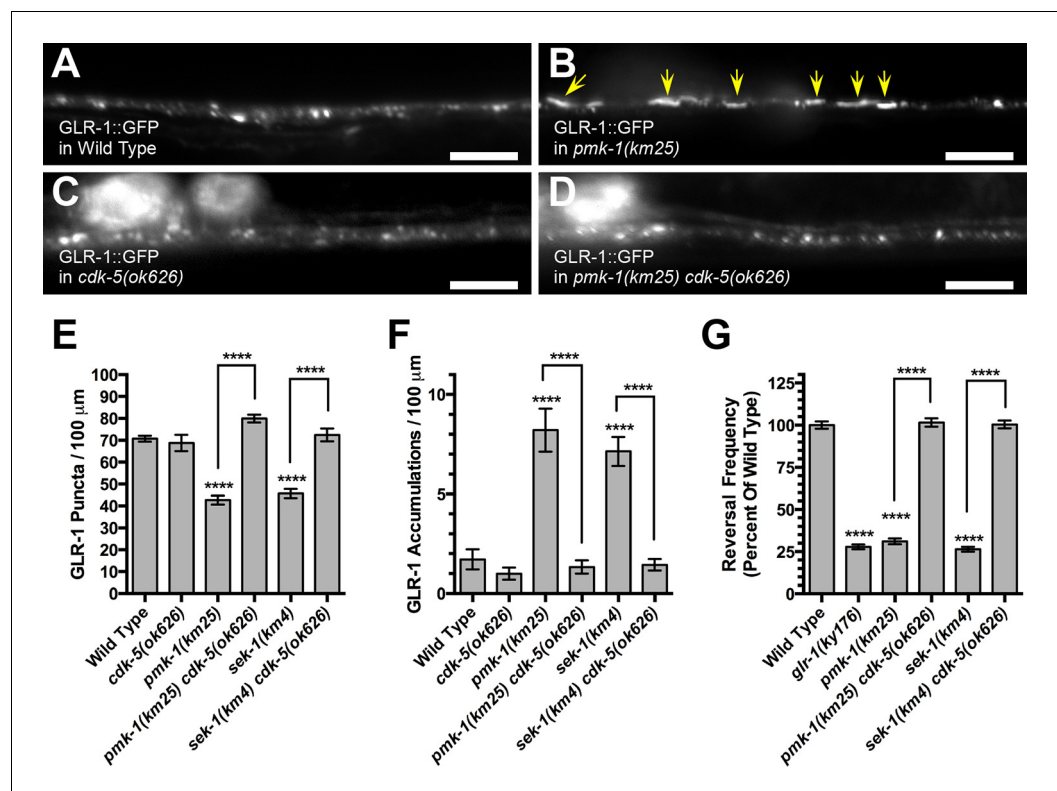 A
GLR-1::GFP
in Wild Type
B
GLR-1::GFP
in pmk-1(km25)
C
GLR-1::GFP
in cdk-5(ok626)
D
GLR-1::GFP
in pmk-1(km25) cdk-5(ok626)
E
GLR-1 Puncta / 100 μm
100
90
80
70
60
50
40
30
20
10
0
****
****
****
****
Wild Type
cdk-5(ok626)
pmk-1(km25)
pmk-1(km25) cdk-5(ok626)
sek-1(km4)
sek-1(km4) cdk-5(ok626)
F
GLR-1 Accumulations / 100 μm
10
5
0
****
****
****
****
Wild Type
cdk-5(ok626)
pmk-1(km25)
pmk-1(km25) cdk-5(ok626)
sek-1(km4)
sek-1(km4) cdk-5(ok626)
G
Reversal Frequency
(Percent Of Wild Type)
125
100
75
50
25
0
****
****
****
****
****
Wild Type
glr-1(ky176)
pmk-1(km25)
pmk-1(km25) cdk-5(ok626)
sek-1(km4)
sek-1(km4) cdk-5(ok626)